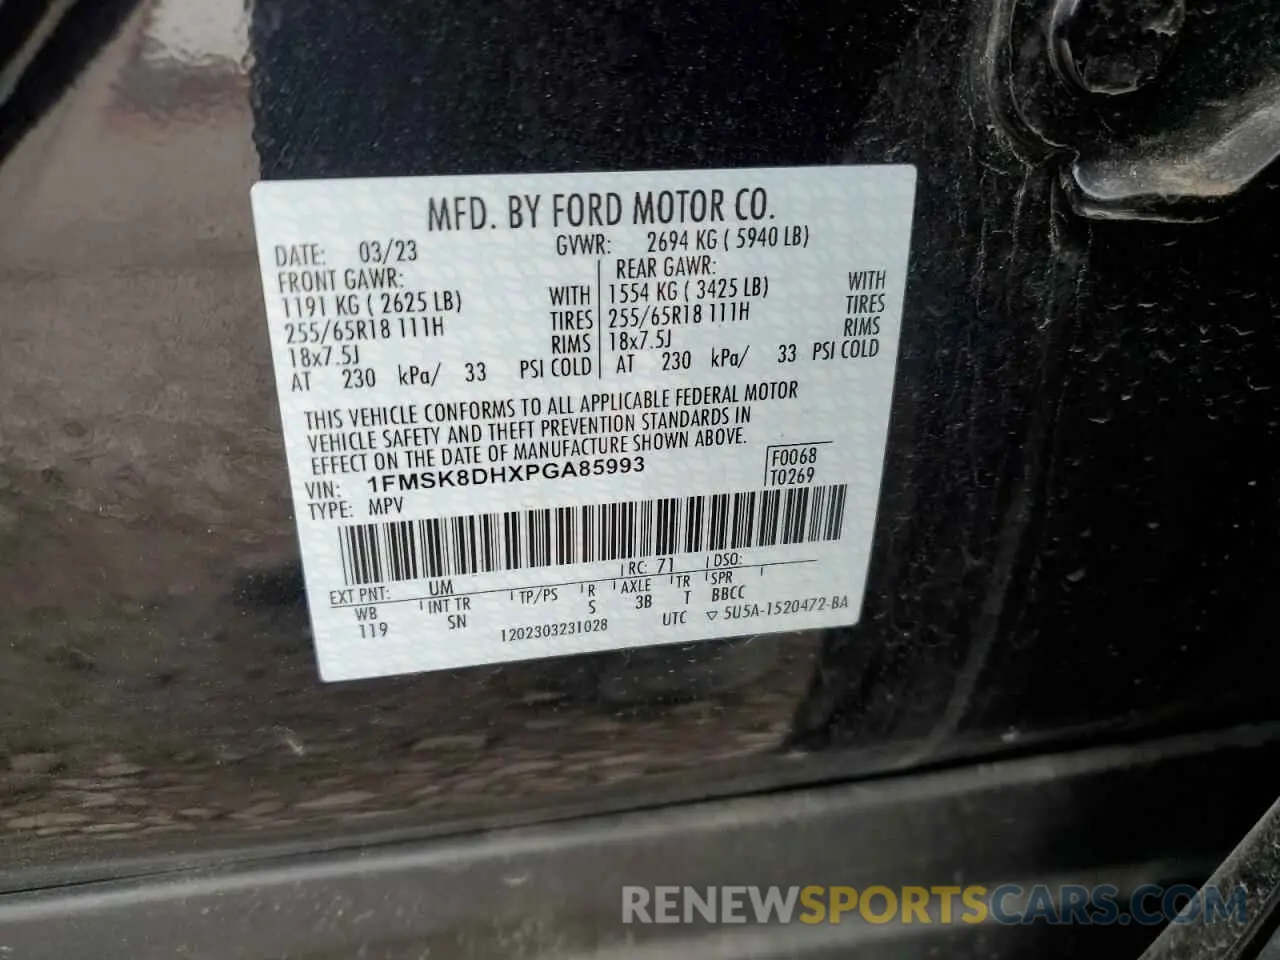 MFD. BY FORD MOTOR CO.
DATE: 03/23 GVWR: 2694 KG ( 5940 LB)
FRONT GAWR: REAR GAWR:
1191 KG ( 2625 LB) WITH 1554 KG ( 3425 LB) WITH
255/65R18 111H TIRES 255/65R18 111H TIRES
18x7.5J RIMS 18x7.5J RIMS
AT 230 kPa/ 33 PSI COLD AT 230 kPa/ 33 PSI COLD
THIS VEHICLE CONFORMS TO ALL APPLICABLE FEDERAL MOTOR
VEHICLE SAFETY AND THEFT PREVENTION STANDARDS IN
EFFECT ON THE DATE OF MANUFACTURE SHOWN ABOVE.
VIN: 1FMSK8DHXPGA85993 F0068
TYPE: MPV T0269
EXT PNT: UM RC: 71 DSO:
WB INT TR TP/PS R AXLE TR SPR
119 SN S 3B T BBCC
1202303231028 UTC ▽ 5U5A-1520472-BA
RENEWSPORTSCARS.COM